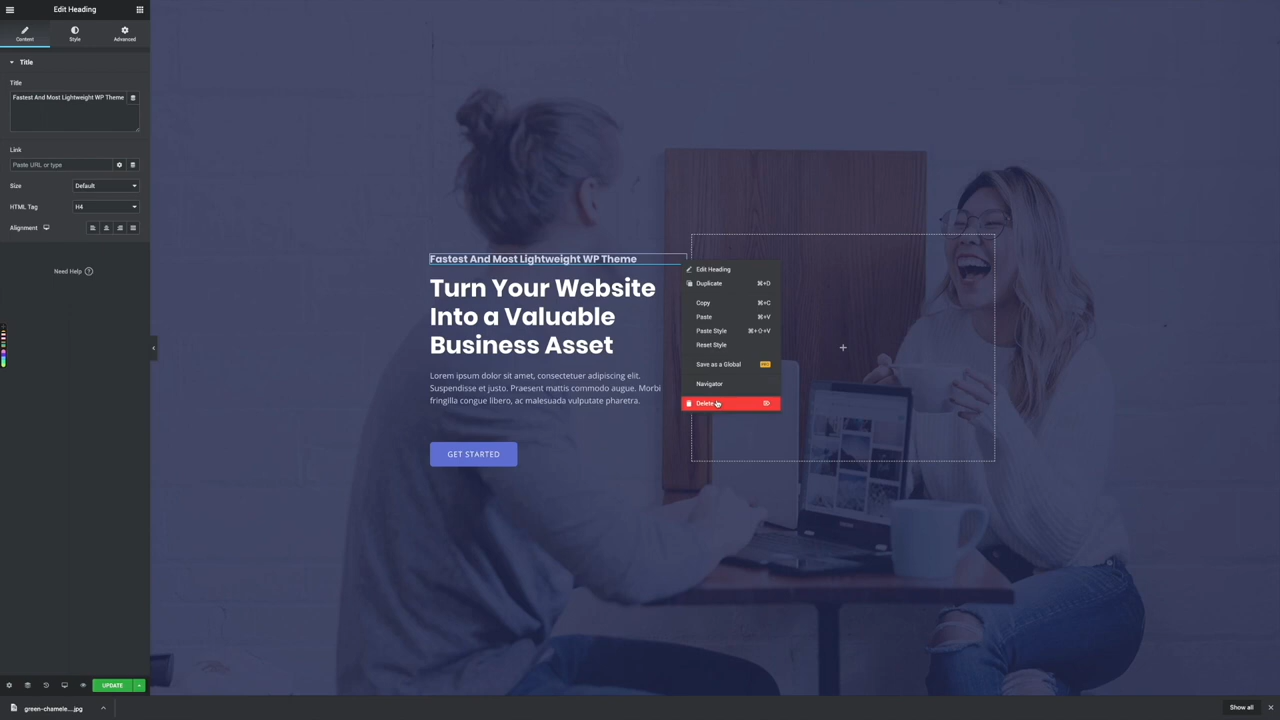 Edit Heading
Content
Style
Advanced
Title
Title
Fastest And Most Lightweight WP Theme
Link
Paste URL or type
Size
Default
HTML Tag
H4
Alignment
Need Help
UPDATE
green-chamele....jpg
Show all
Fastest And Most Lightweight WP Theme
Turn Your Website
Into a Valuable
Business Asset
Lorem ipsum dolor sit amet, consectetuer adipiscing elit.
Suspendisse et justo. Praesent mattis commodo augue. Morbi
fringilla congue libero, ac malesuada vulputate pharetra.
GET STARTED
Edit Heading
Duplicate ⌘+D
Copy ⌘+C
Paste ⌘+V
Paste Style ⌘+⇧+V
Reset Style
Save as a Global
Navigator
Delete